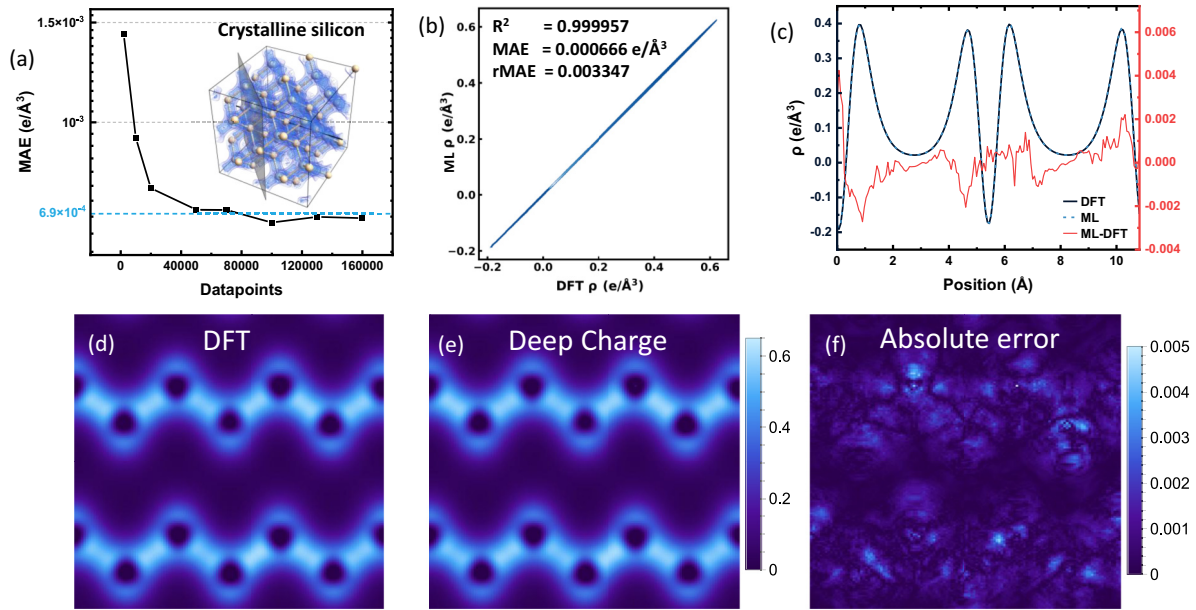 (a)
Crystalline silicon
1.5×10⁻³
10⁻³
6.9×10⁻⁴
MAE (e/Å³)
0 40000 80000 120000 160000
Datapoints
(b)
R² = 0.999957
MAE = 0.000666 e/Å³
rMAE = 0.003347
ML ρ (e/Å³)
0.6
0.4
0.2
0.0
−0.2
−0.2 0.0 0.2 0.4 0.6
DFT ρ (e/Å³)
(c)
ρ (e/Å³)
0.4
0.3
0.2
0.1
0.0
-0.1
-0.2
0.006
0.004
0.002
0.000
-0.002
-0.004
DFT
ML
ML-DFT
0 2 4 6 8 10
Position (Å)
(d)
DFT
(e)
Deep Charge
0.6
0.4
0.2
0
(f)
Absolute error
0.005
0.004
0.003
0.002
0.001
0